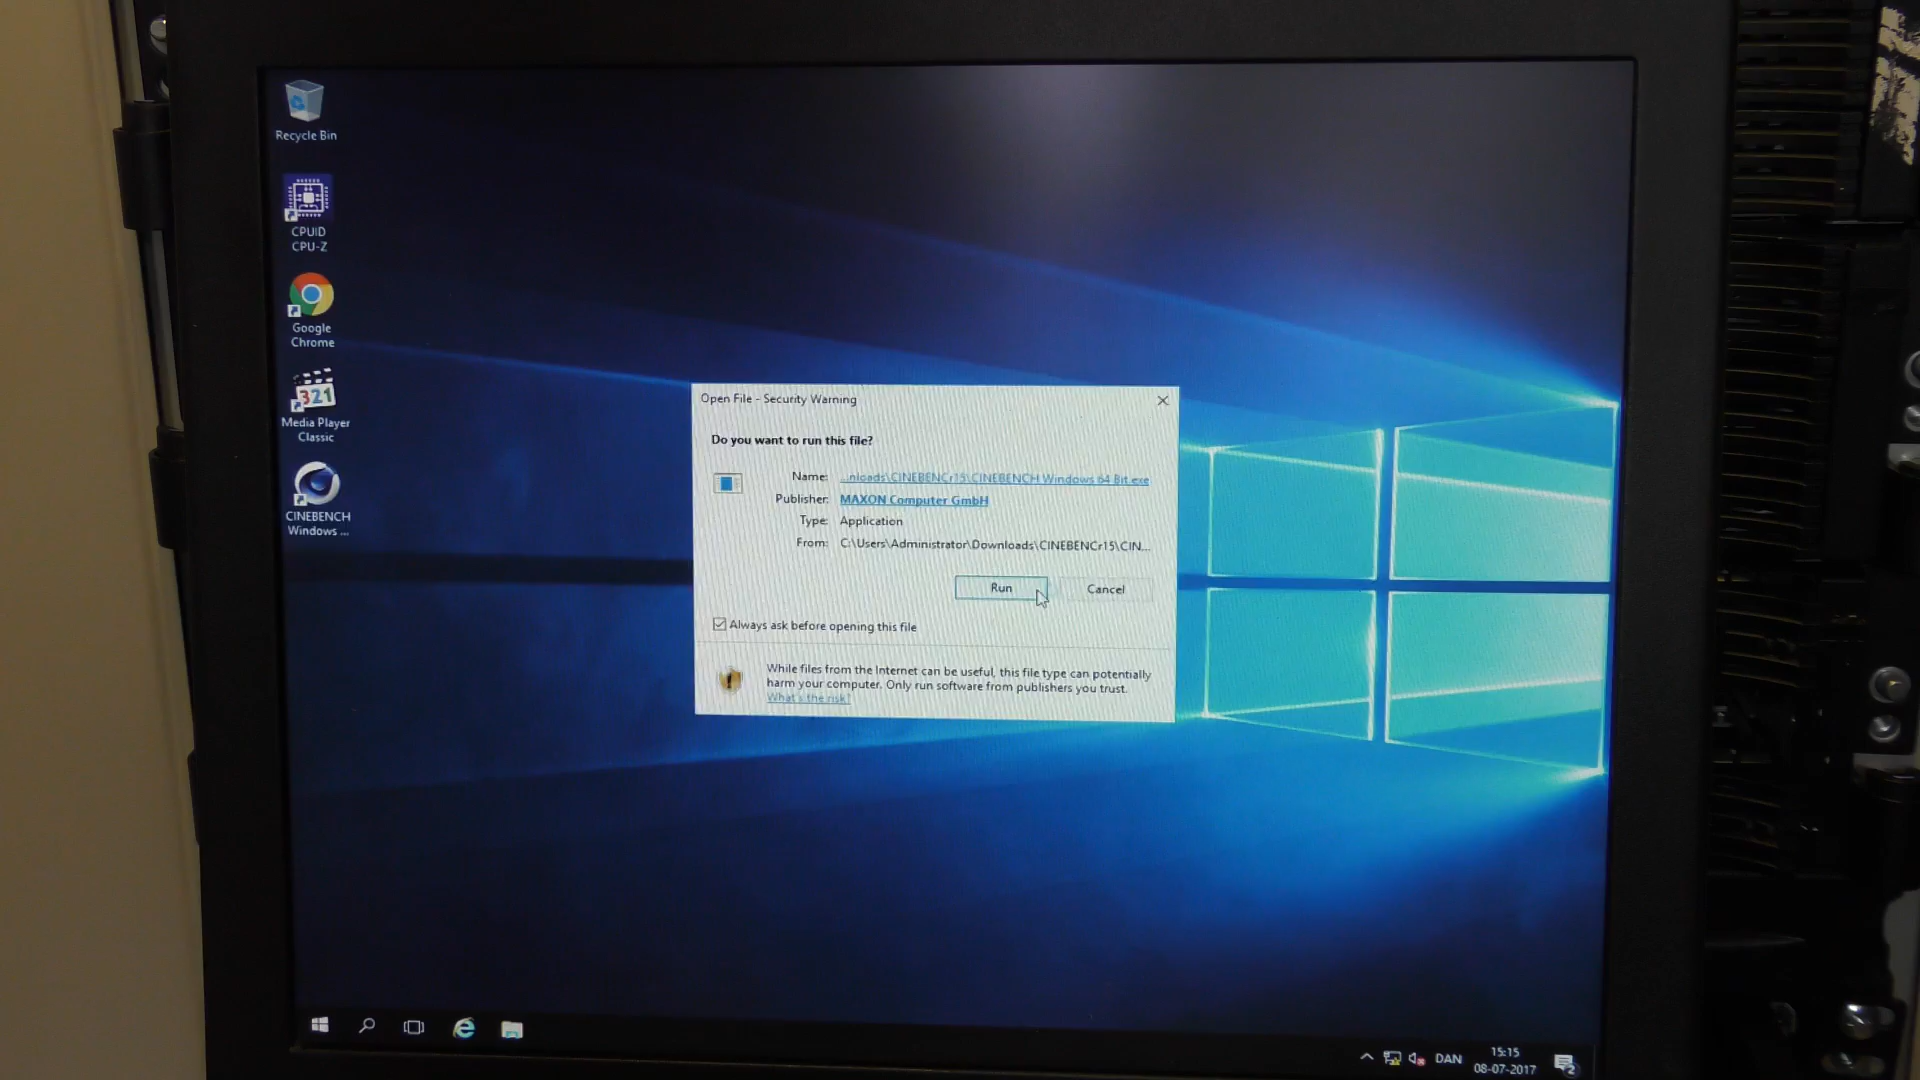 Recycle Bin
CPUID
CPU-Z
Google
Chrome
321
Media Player
Classic
CINEBENCH
Windows ...
Open File - Security Warning
Do you want to run this file?
Name: ...nloads\CINEBENCr15\CINEBENCH Windows 64 Bit.exe
Publisher: MAXON Computer GmbH
Type: Application
From: C:\Users\Administrator\Downloads\CINEBENCr15\CIN...
Run
Cancel
Always ask before opening this file
While files from the Internet can be useful, this file type can potentially
harm your computer. Only run software from publishers you trust.
What's the risk?
DAN
15:15
08-07-2017
2